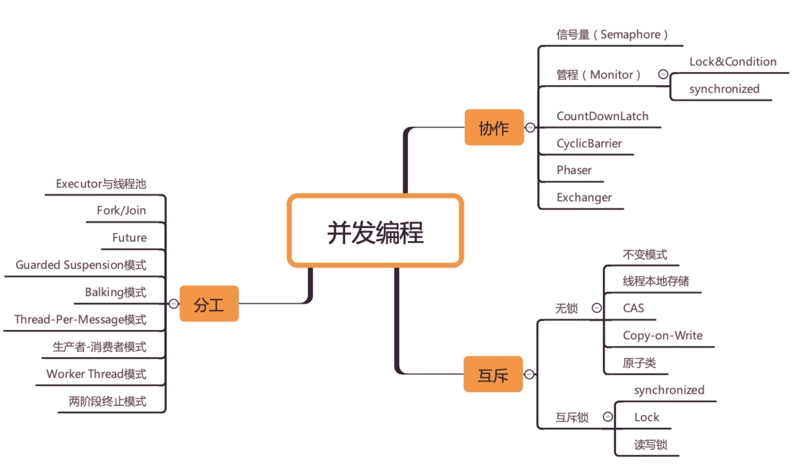 并发编程
协作
信号量（Semaphore）
管程（Monitor）
Lock&Condition
synchronized
CountDownLatch
CyclicBarrier
Phaser
Exchanger
分工
Executor与线程池
Fork/Join
Future
Guarded Suspension模式
Balking模式
Thread-Per-Message模式
生产者-消费者模式
Worker Thread模式
两阶段终止模式
互斥
无锁
不变模式
线程本地存储
CAS
Copy-on-Write
原子类
互斥锁
synchronized
Lock
读写锁